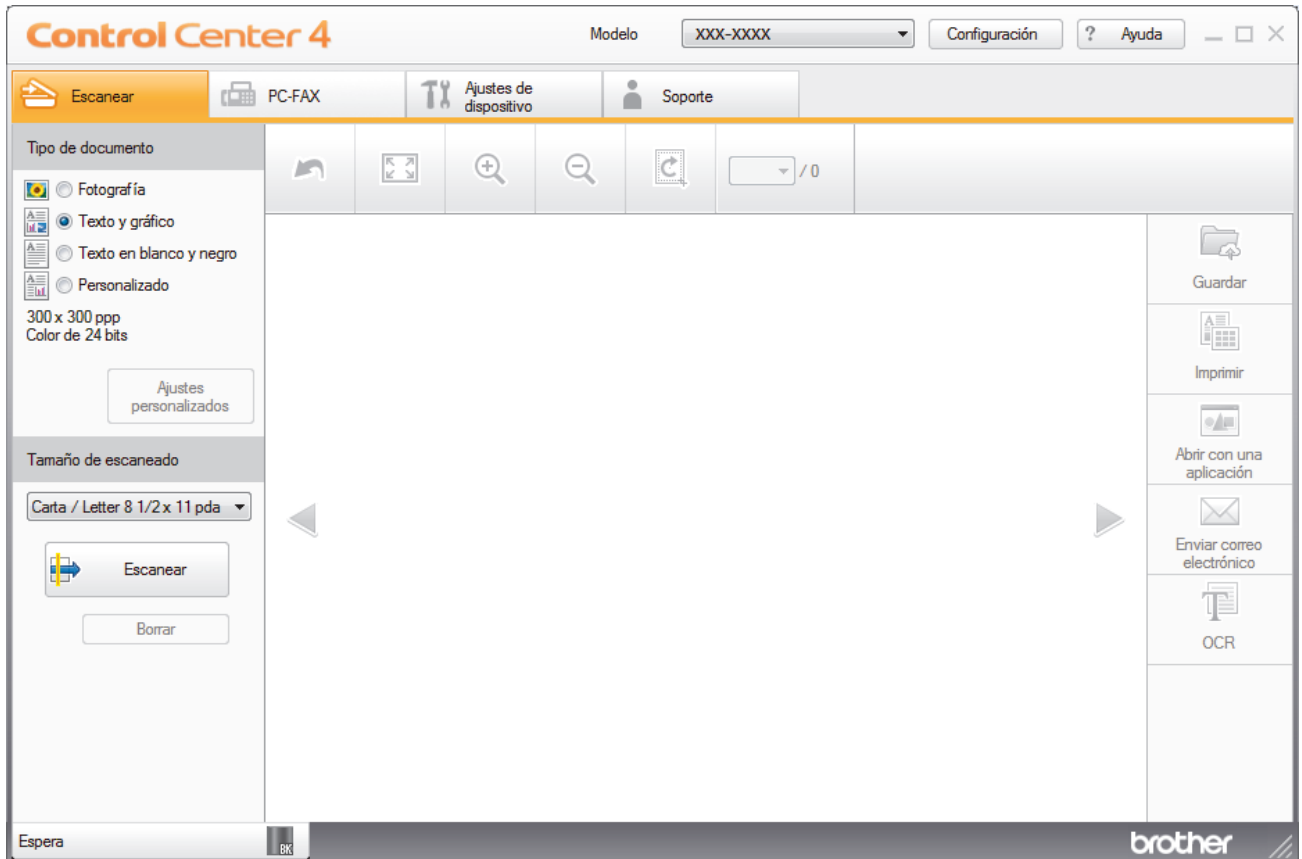 Control Center 4
Modelo
XXX-XXXX
Configuración
? Ayuda
Escanear
PC-FAX
Ajustes de
dispositivo
Soporte
Tipo de documento
Fotografía
Texto y gráfico
Texto en blanco y negro
Personalizado
300 x 300 ppp
Color de 24 bits
Ajustes
personalizados
Tamaño de escaneado
Carta / Letter 8 1/2 x 11 pda
Escanear
Borrar
/ 0
Guardar
Imprimir
Abrir con una
aplicación
Enviar correo
electrónico
OCR
Espera
BK
brother